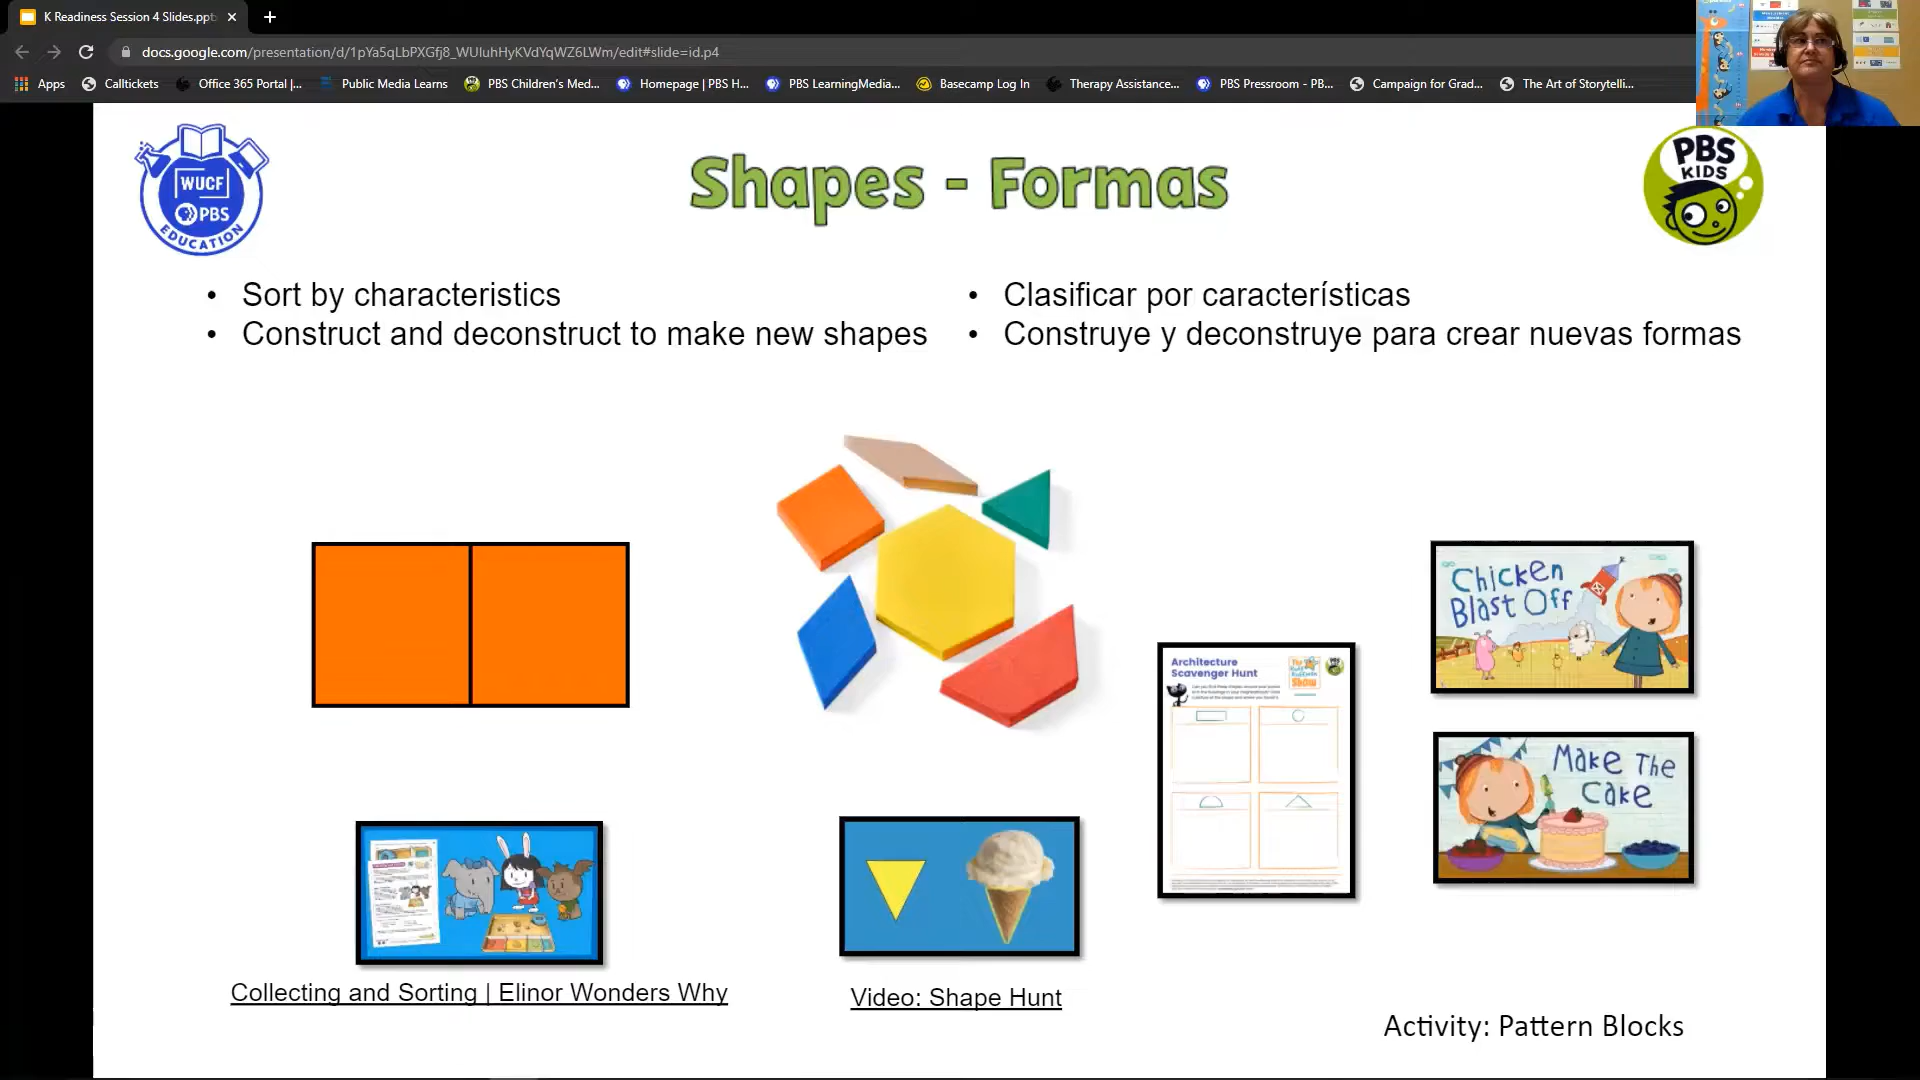 K Readiness Session 4 Slides.ppt
docs.google.com/presentation/d/1pYa5qLbPXGfj8_WUluhHyKVdYqWZ6LWm/edit#slide=id.p4
Apps
Calltickets
Office 365 Portal |...
Public Media Learns
PBS Children's Med...
Homepage | PBS H...
PBS LearningMedia...
Basecamp Log In
Therapy Assistance...
PBS Pressroom - PB...
Campaign for Grad...
The Art of Storytelli...
WUCF
PBS
EDUCATION
Shapes - Formas
PBS
KIDS
• Sort by characteristics
• Construct and deconstruct to make new shapes
• Clasificar por características
• Construye y deconstruye para crear nuevas formas
Chicken
Blast Off
Architecture
Scavenger Hunt
Make The
Cake
Collecting and Sorting | Elinor Wonders Why
Video: Shape Hunt
Activity: Pattern Blocks